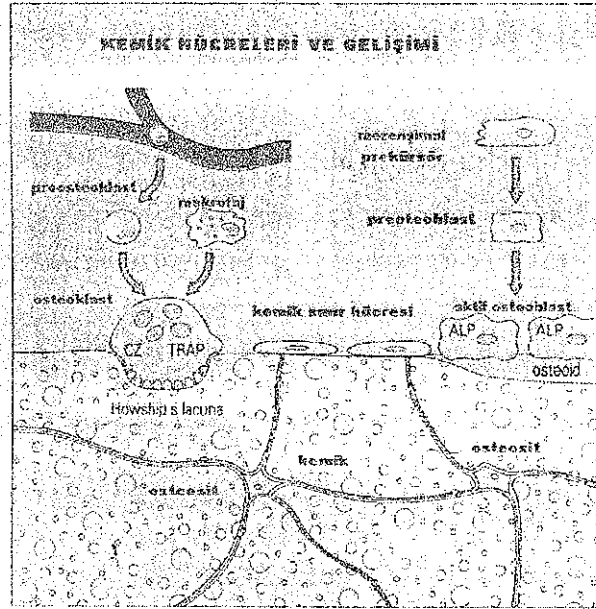 KEMİK HÜCRELERİ VE GELİŞİMİ
mezenşimal
prekürsör
preosteoklast
makrofaj
preosteoblast
osteoklast
kemik sınır hücresi
aktif osteoblast
CZ TRAP
ALP ALP
osteoid
Howship s lacuna
kemik
osteosit
osteosit